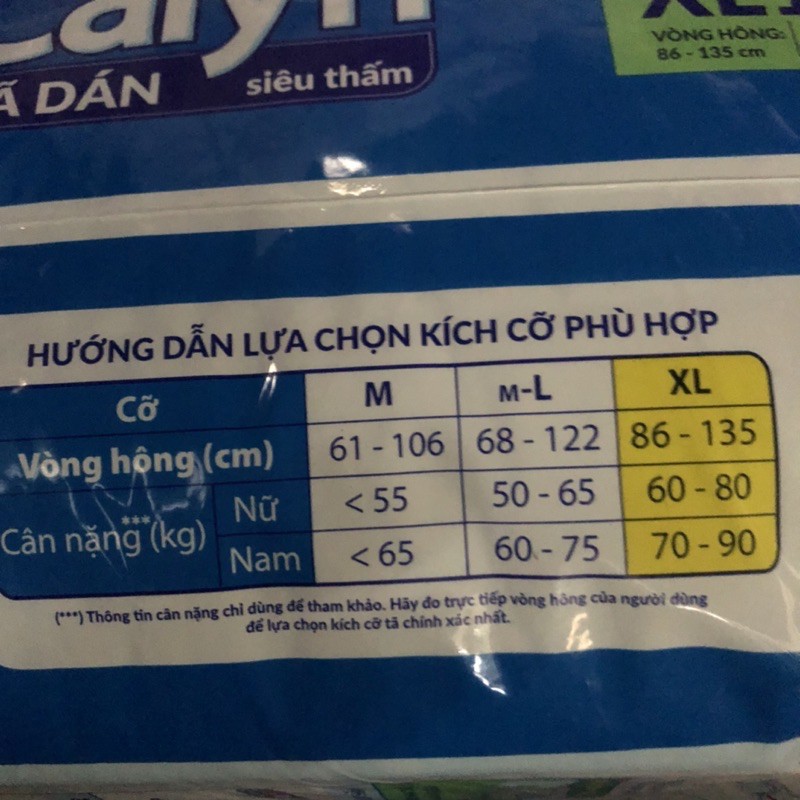 siêu thấm
DÁN
VÒNG HÔNG:
86 - 135 cm
HƯỚNG DẪN LỰA CHỌN KÍCH CỠ PHÙ HỢP
Cỡ M M-L XL
Vòng hông (cm) 61 - 106 68 - 122 86 - 135
Cân nặng*** (kg) Nữ < 55 50 - 65 60 - 80
Nam < 65 60 - 75 70 - 90
(***) Thông tin cân nặng chỉ dùng để tham khảo. Hãy đo trực tiếp vòng hông của người dùng
để lựa chọn kích cỡ tã chính xác nhất.